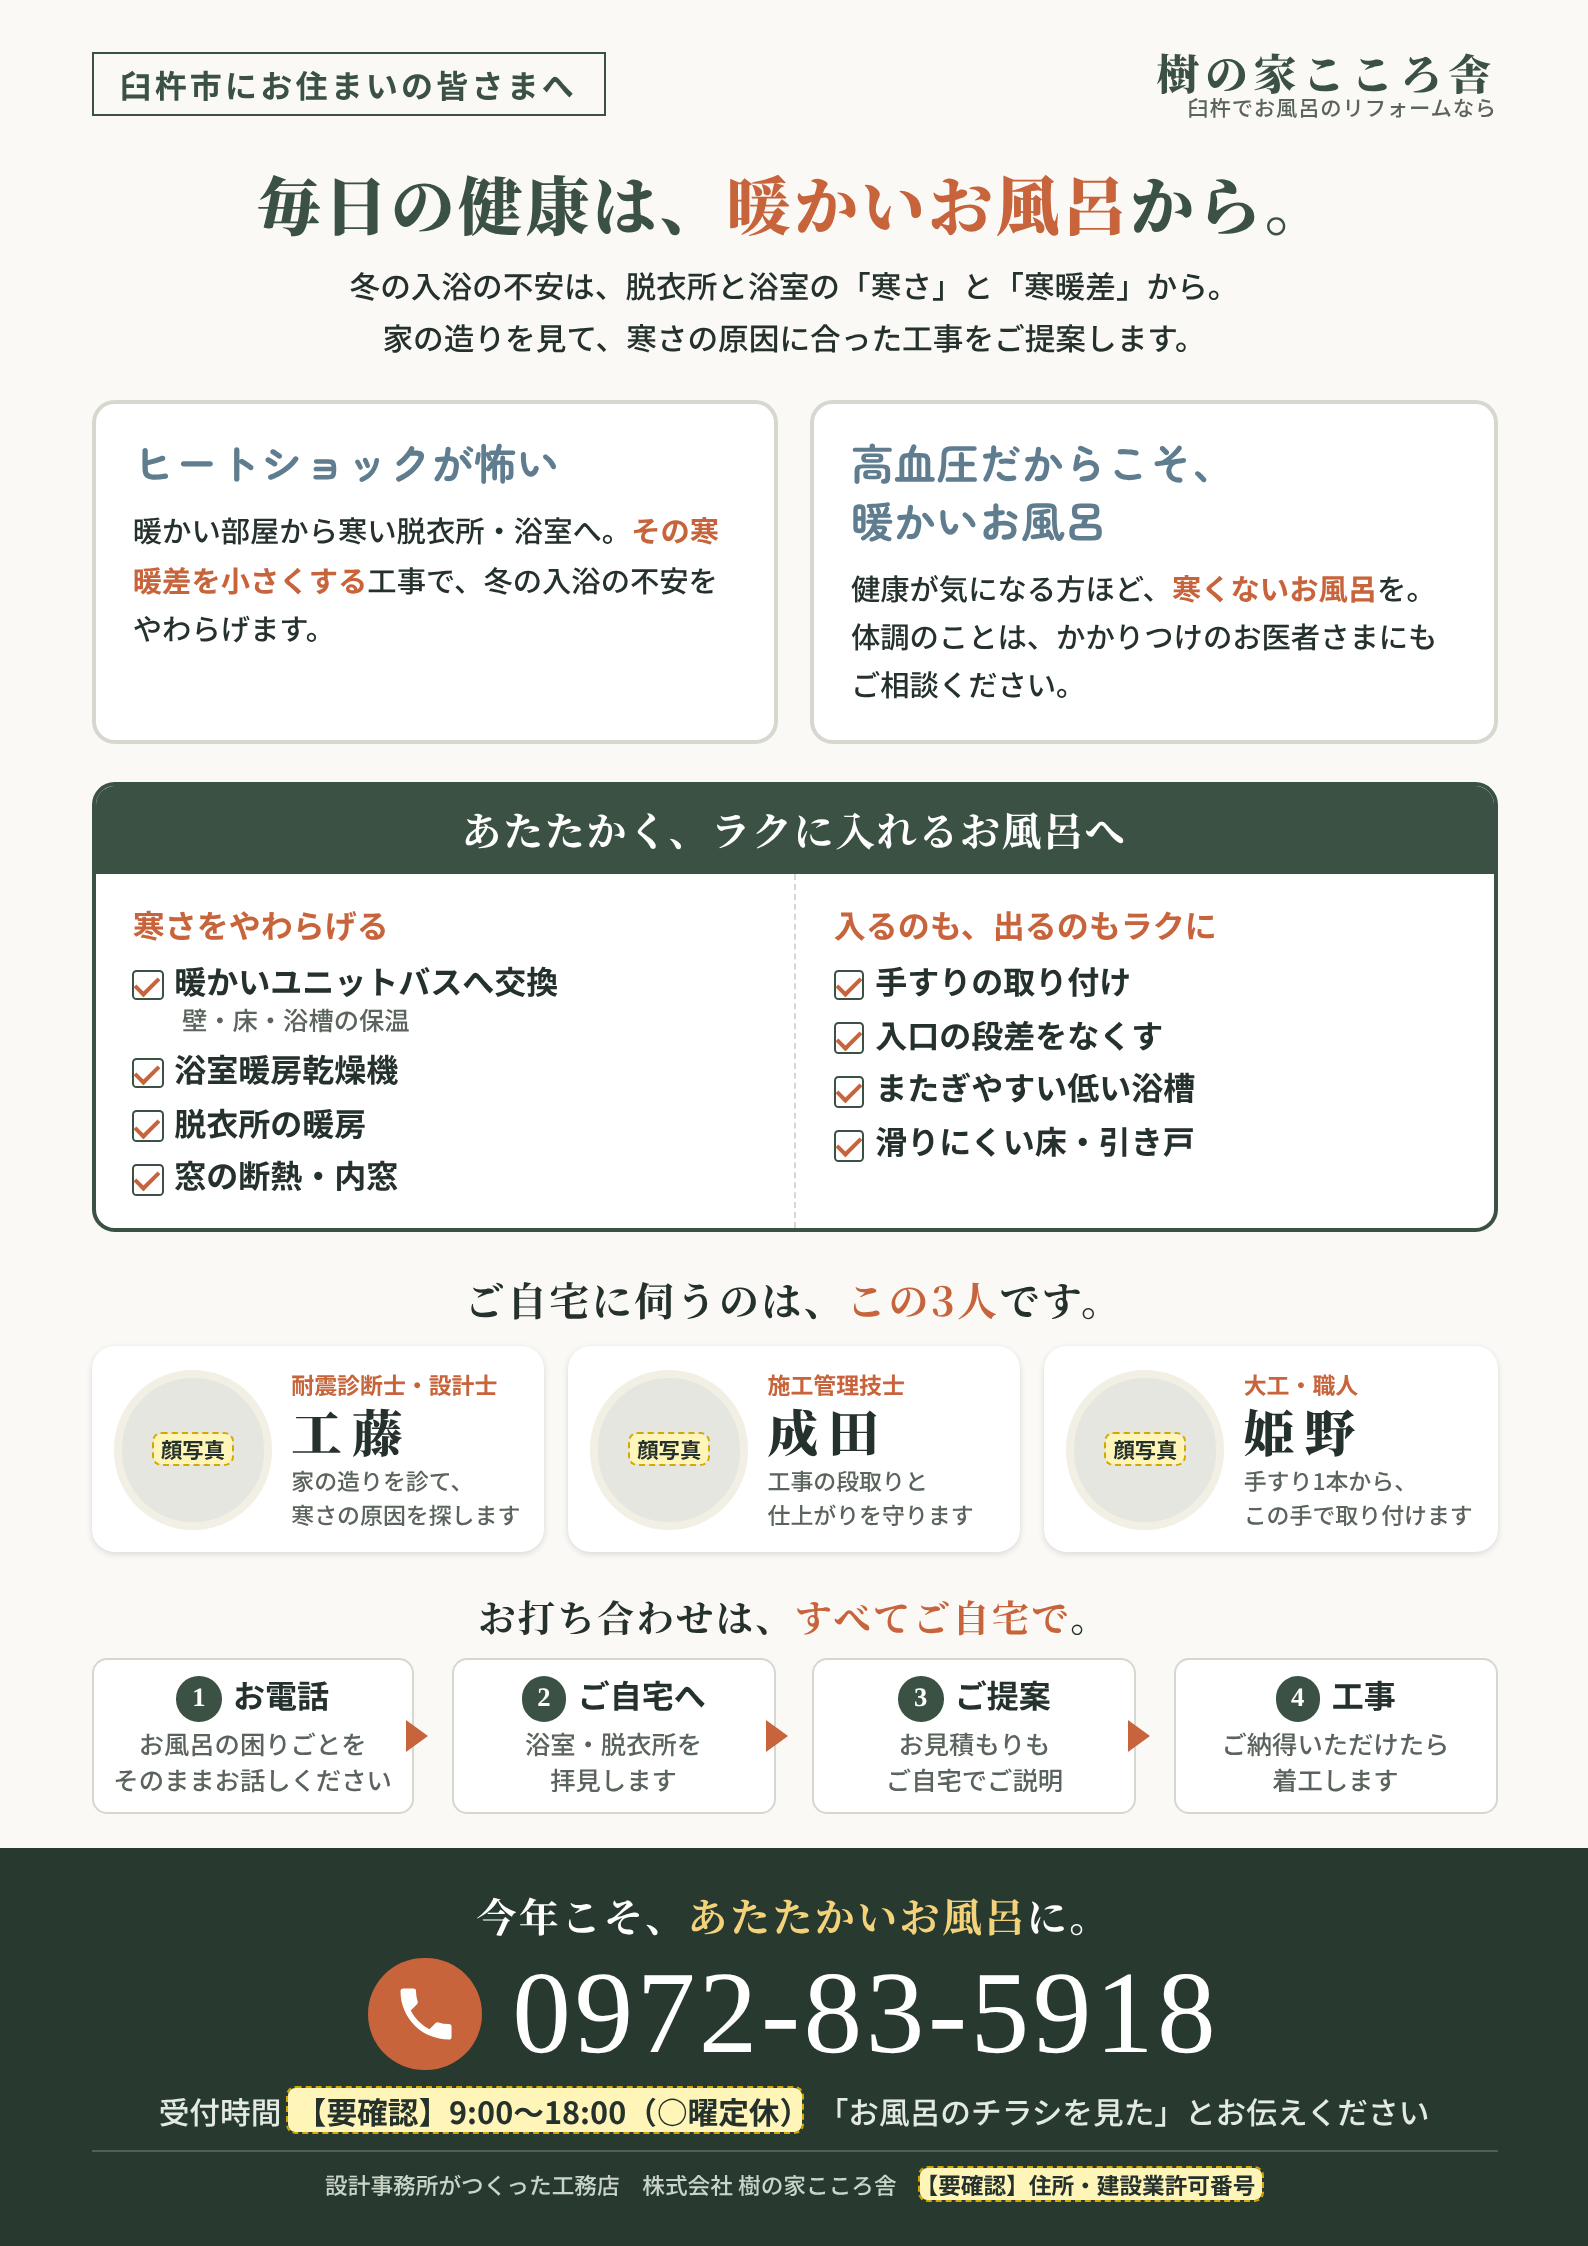 臼杵市にお住まいの皆さまへ
樹の家こころ舎
臼杵でお風呂のリフォームなら
毎日の健康は、暖かいお風呂から。
冬の入浴の不安は、脱衣所と浴室の「寒さ」と「寒暖差」から。
家の造りを見て、寒さの原因に合った工事をご提案します。
ヒートショックが怖い
暖かい部屋から寒い脱衣所・浴室へ。その寒
暖差を小さくする工事で、冬の入浴の不安を
やわらげます。
高血圧だからこそ、
暖かいお風呂
健康が気になる方ほど、寒くないお風呂を。
体調のことは、かかりつけのお医者さまにも
ご相談ください。
あたたかく、ラクに入れるお風呂へ
寒さをやわらげる
暖かいユニットバスへ交換
壁・床・浴槽の保温
浴室暖房乾燥機
脱衣所の暖房
窓の断熱・内窓
入るのも、出るのもラクに
手すりの取り付け
入口の段差をなくす
またぎやすい低い浴槽
滑りにくい床・引き戸
ご自宅に伺うのは、この3人です。
顔写真
耐震診断士・設計士
工藤
家の造りを診て、
寒さの原因を探します
顔写真
施工管理技士
成田
工事の段取りと
仕上がりを守ります
顔写真
大工・職人
姫野
手すり1本から、
この手で取り付けます
お打ち合わせは、すべてご自宅で。
1 お電話
お風呂の困りごとを
そのままお話しください
2 ご自宅へ
浴室・脱衣所を
拝見します
3 ご提案
お見積もりも
ご自宅でご説明
4 工事
ご納得いただけたら
着工します
今年こそ、あたたかいお風呂に。
0972-83-5918
受付時間【要確認】9:00〜18:00（○曜定休） 「お風呂のチラシを見た」とお伝えください
設計事務所がつくった工務店　株式会社 樹の家こころ舎　【要確認】住所・建設業許可番号